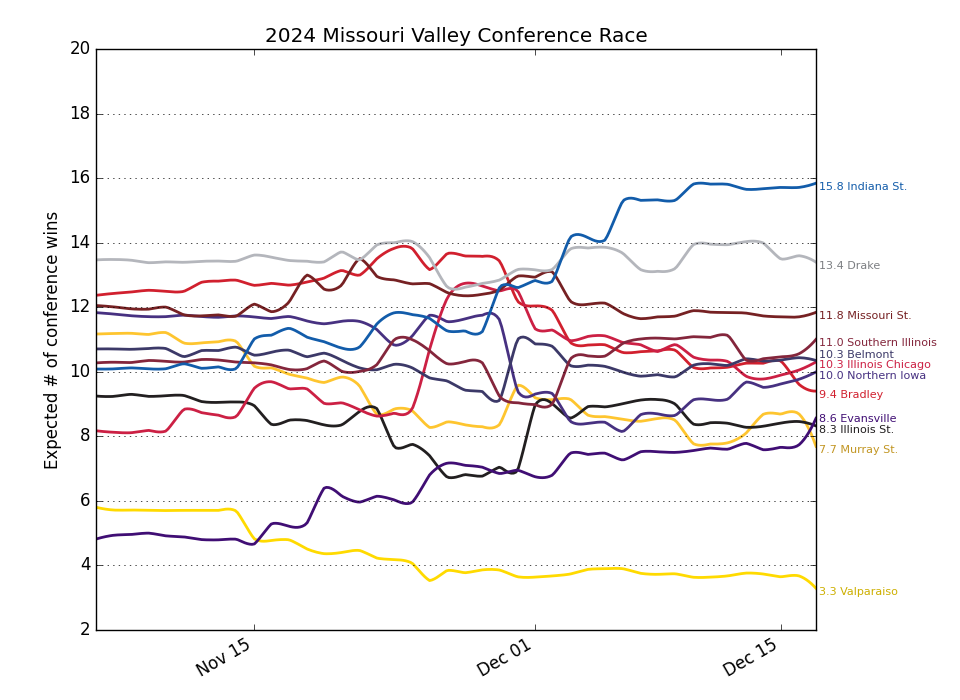 2024 Missouri Valley Conference Race
Expected # of conference wins
20
18
16
14
12
10
8
6
4
2
Nov 15
Dec 01
Dec 15
15.8 Indiana St.
13.4 Drake
11.8 Missouri St.
11.0 Southern Illinois
10.3 Belmont
10.3 Illinois Chicago
10.0 Northern Iowa
9.4 Bradley
8.6 Evansville
8.3 Illinois St.
7.7 Murray St.
3.3 Valparaiso